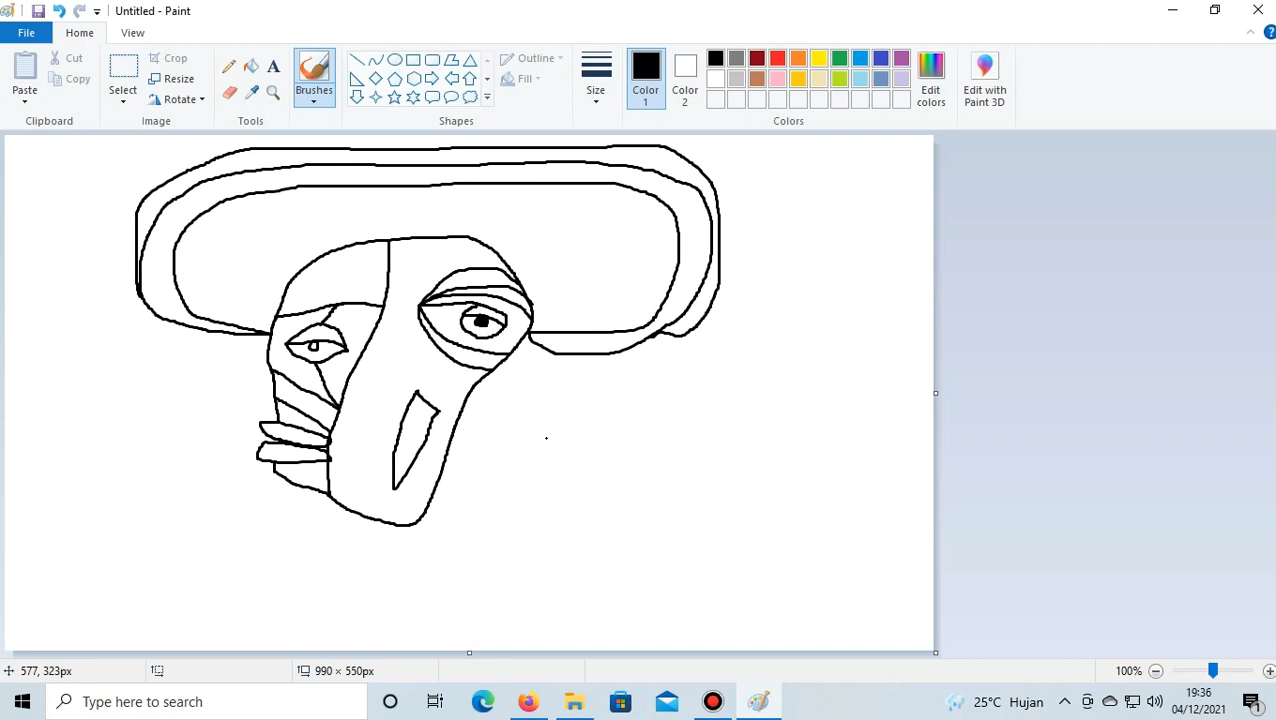 Untitled - Paint
File
Home
View
Paste
Cut
Copy
Clipboard
Select
Crop
Resize
Rotate
Image
Tools
Brushes
Shapes
Outline
Fill
Size
Color 1
Color 2
Edit colors
Colors
Edit with Paint 3D
577, 323px
990 × 550px
100%
Type here to search
25°C Hujan
19:36
04/12/2021
1